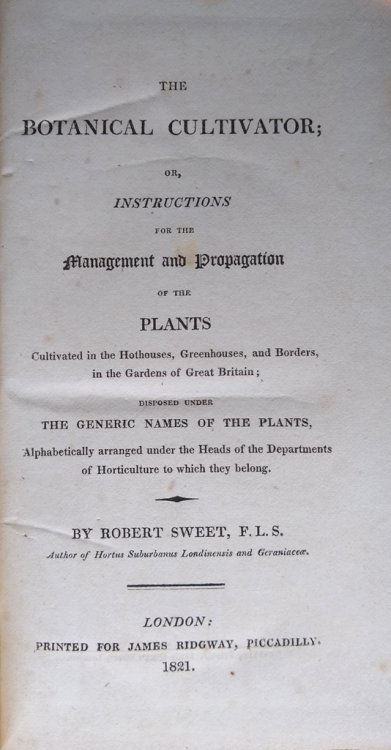 THE
BOTANICAL CULTIVATOR;
OR,
INSTRUCTIONS
FOR THE
Management and Propagation
OF THE
PLANTS
Cultivated in the Hothouses, Greenhouses, and Borders,
in the Gardens of Great Britain;
DISPOSED UNDER
THE GENERIC NAMES OF THE PLANTS,
Alphabetically arranged under the Heads of the Departments
of Horticulture to which they belong.
BY ROBERT SWEET, F.L.S.
Author of Hortus Suburbanus Londinensis and Geraniaceæ.
LONDON:
PRINTED FOR JAMES RIDGWAY, PICCADILLY.
1821.